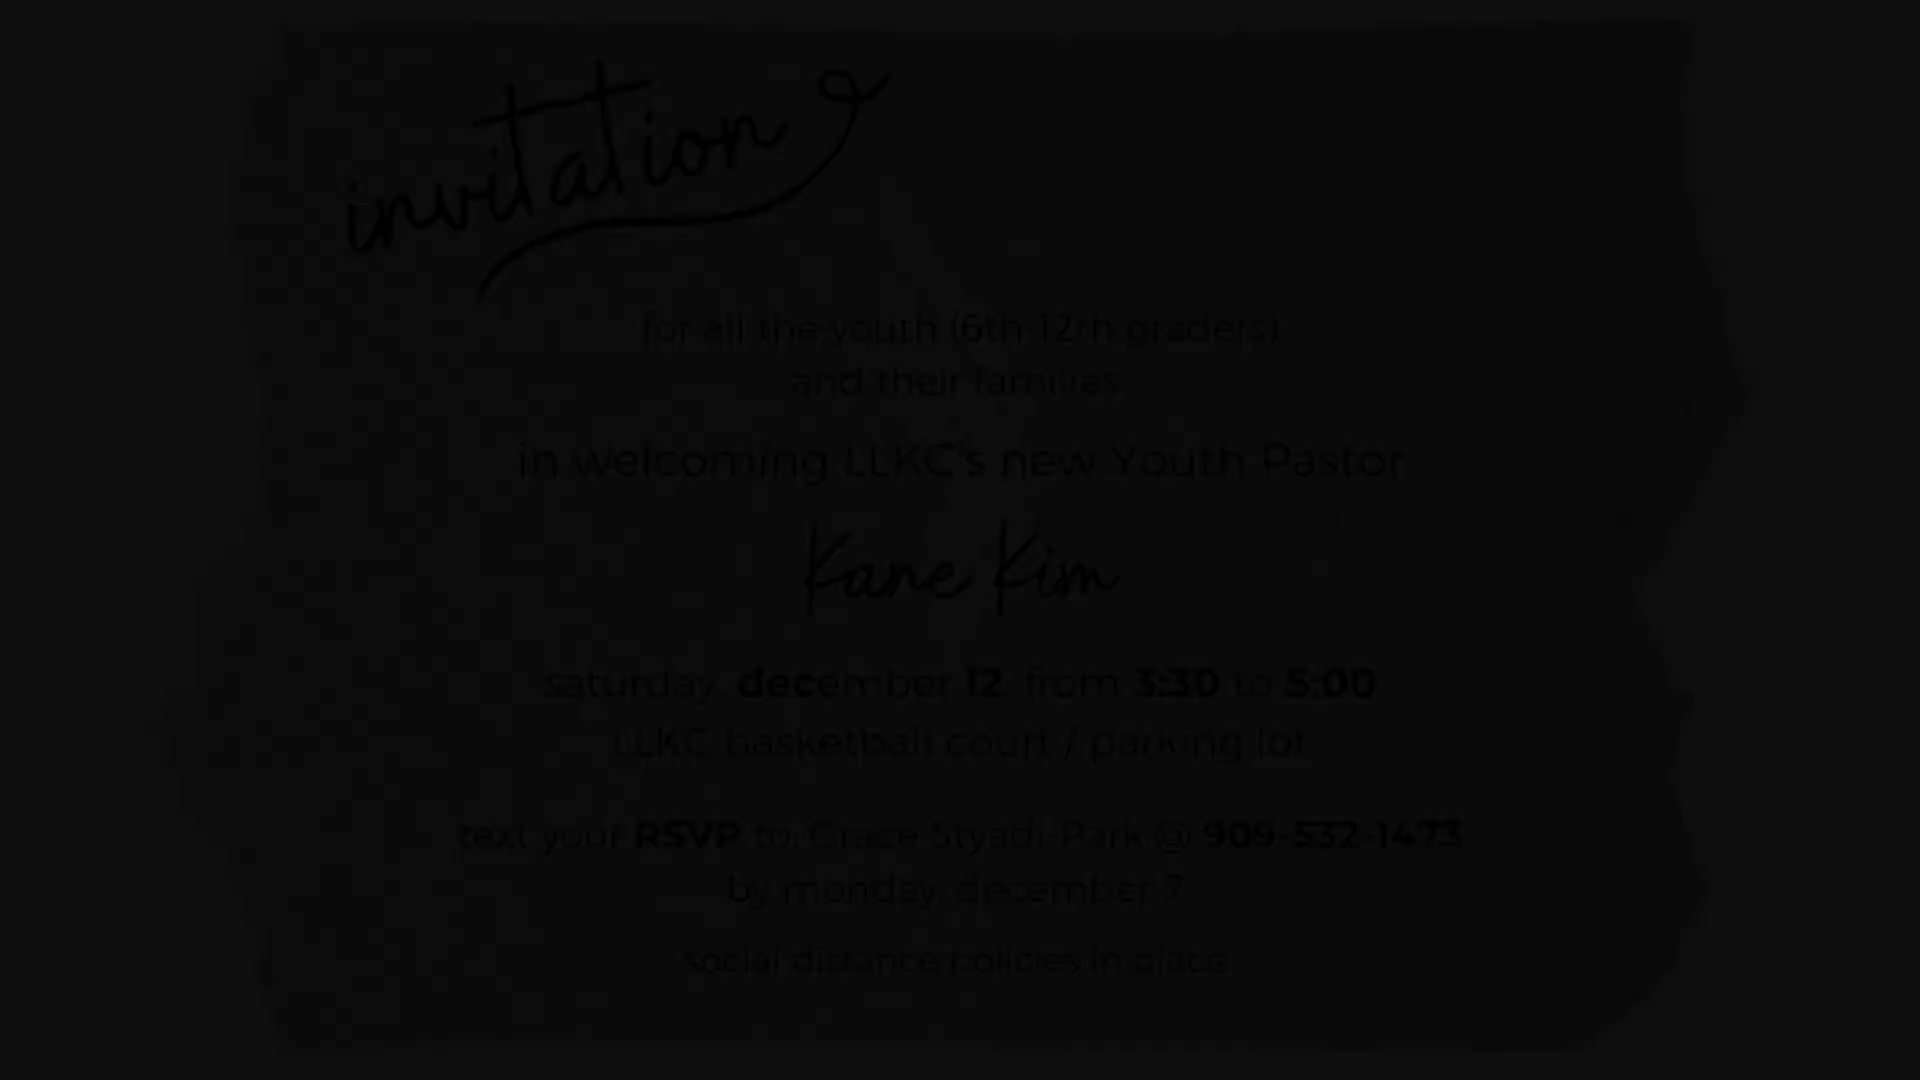 invitation
for all the youth (6th-12th graders)
and their families
in welcoming LLKC's new Youth Pastor
Kane Kim
saturday, december 12, from 3:30 to 5:00
LLKC basketball court / parking lot
text your RSVP to: Grace Styadi-Park @ 909-532-1473
by monday, december 7
social distance policies in place